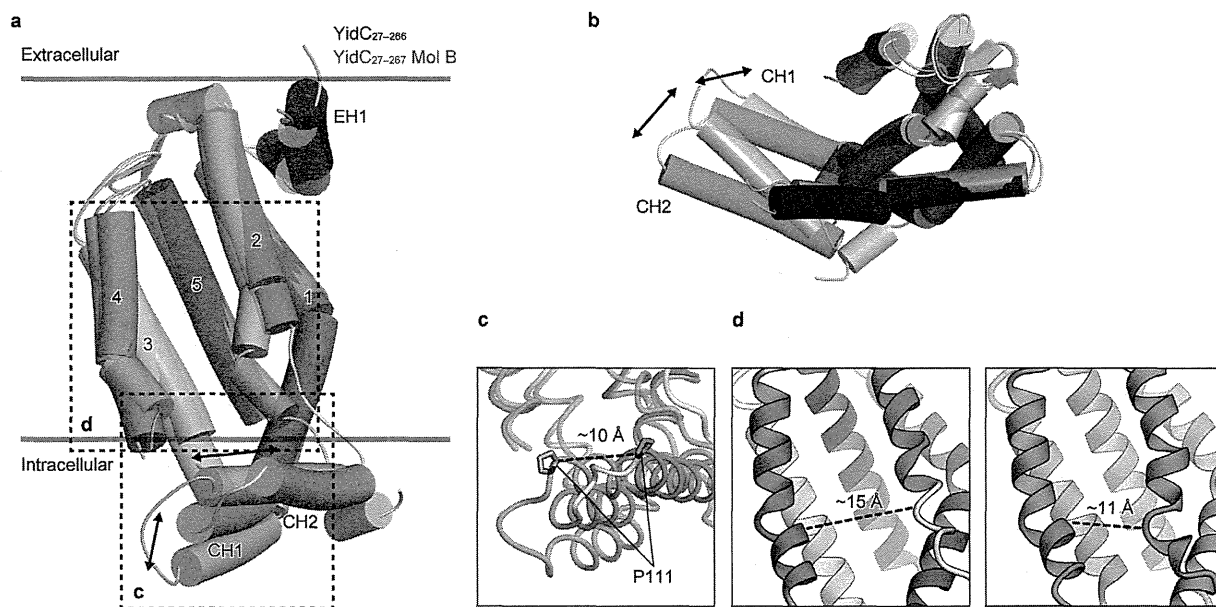 a
YidC27–266
Extracellular
YidC27–267 Mol B
EH1
2
4
5
1
3
d
Intracellular
CH2
CH1
c
b
CH1
CH2
c
~10 Å
P111
d
~15 Å
~11 Å